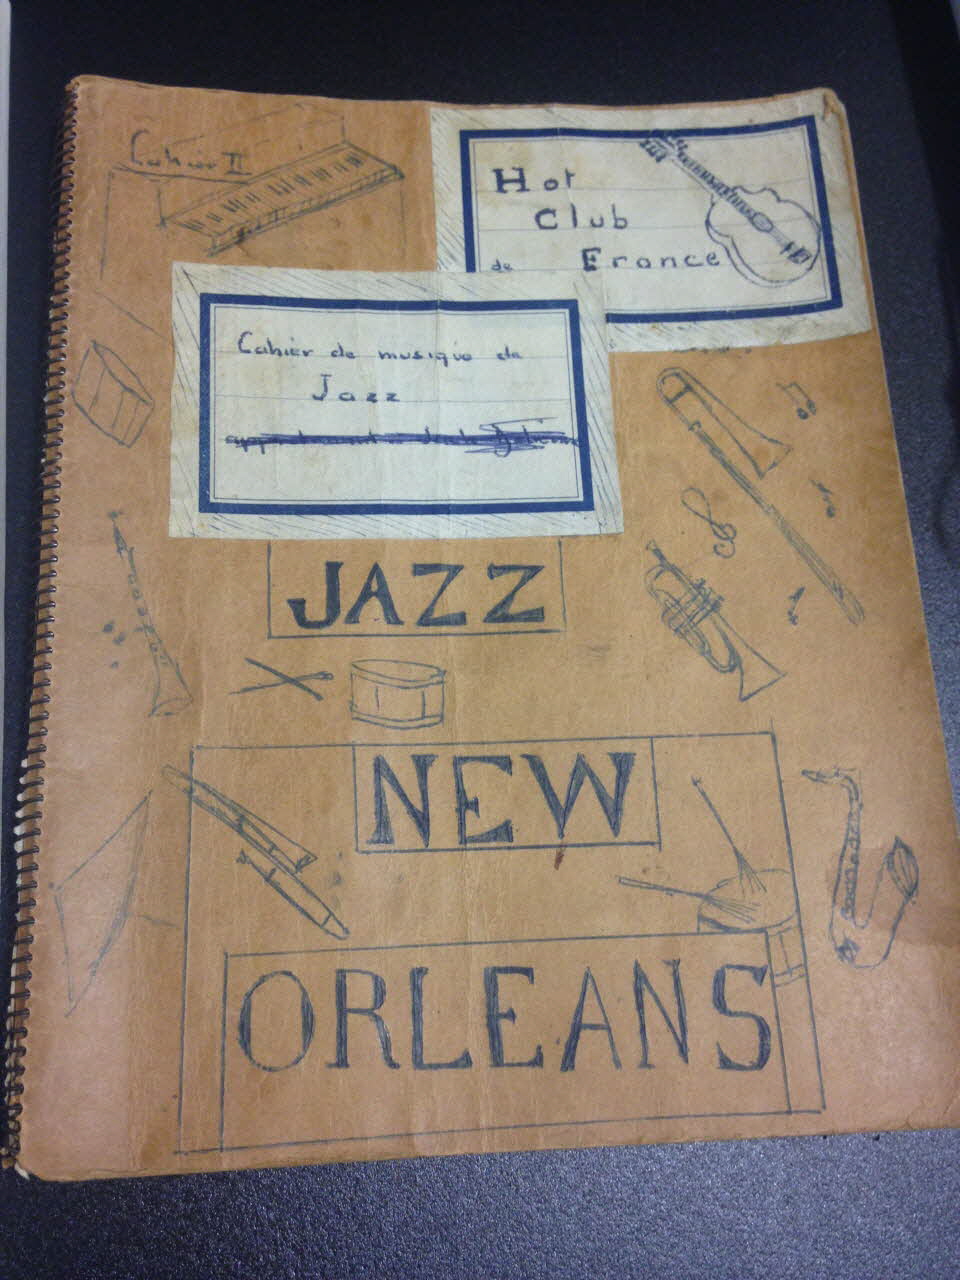 Cahier II
Hot
Club
de France
Cahier de musique de
Jazz
JAZZ
NEW
ORLEANS